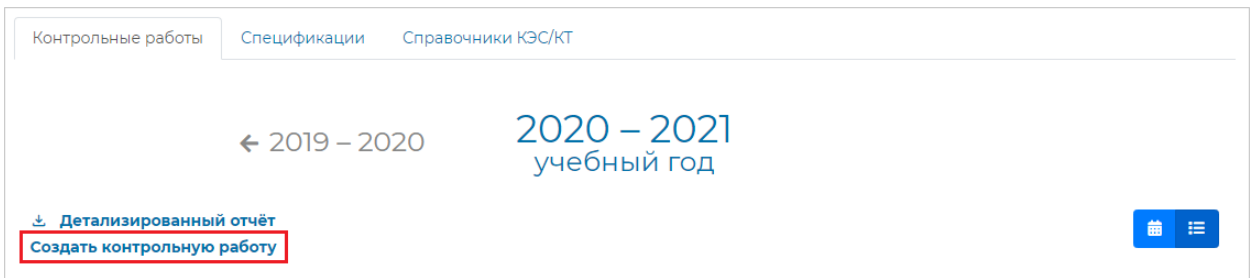 Контрольные работы Спецификации Справочники КЭС/КТ
← 2019 – 2020 2020 – 2021
учебный год
Детализированный отчёт
Создать контрольную работу